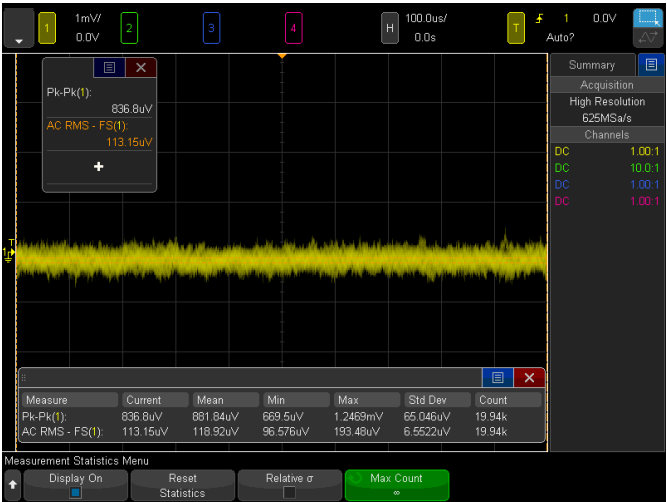 1 1mV/ 0.0V 2 3 4 H 100.0us/ 0.0s T 1 0.0V Auto?
Summary
Acquisition
High Resolution
625MSa/s
Channels
DC 1.00:1
DC 10.0:1
DC 1.00:1
DC 1.00:1
Pk-Pk(1):
836.8uV
AC RMS - FS(1):
113.15uV
T
1
Measure Current Mean Min Max Std Dev Count
Pk-Pk(1): 836.8uV 881.84uV 669.5uV 1.2469mV 65.046uV 19.94k
AC RMS - FS(1): 113.15uV 118.92uV 96.576uV 193.48uV 6.5522uV 19.94k
Measurement Statistics Menu
Display On
Reset
Statistics
Relative σ
Max Count
∞